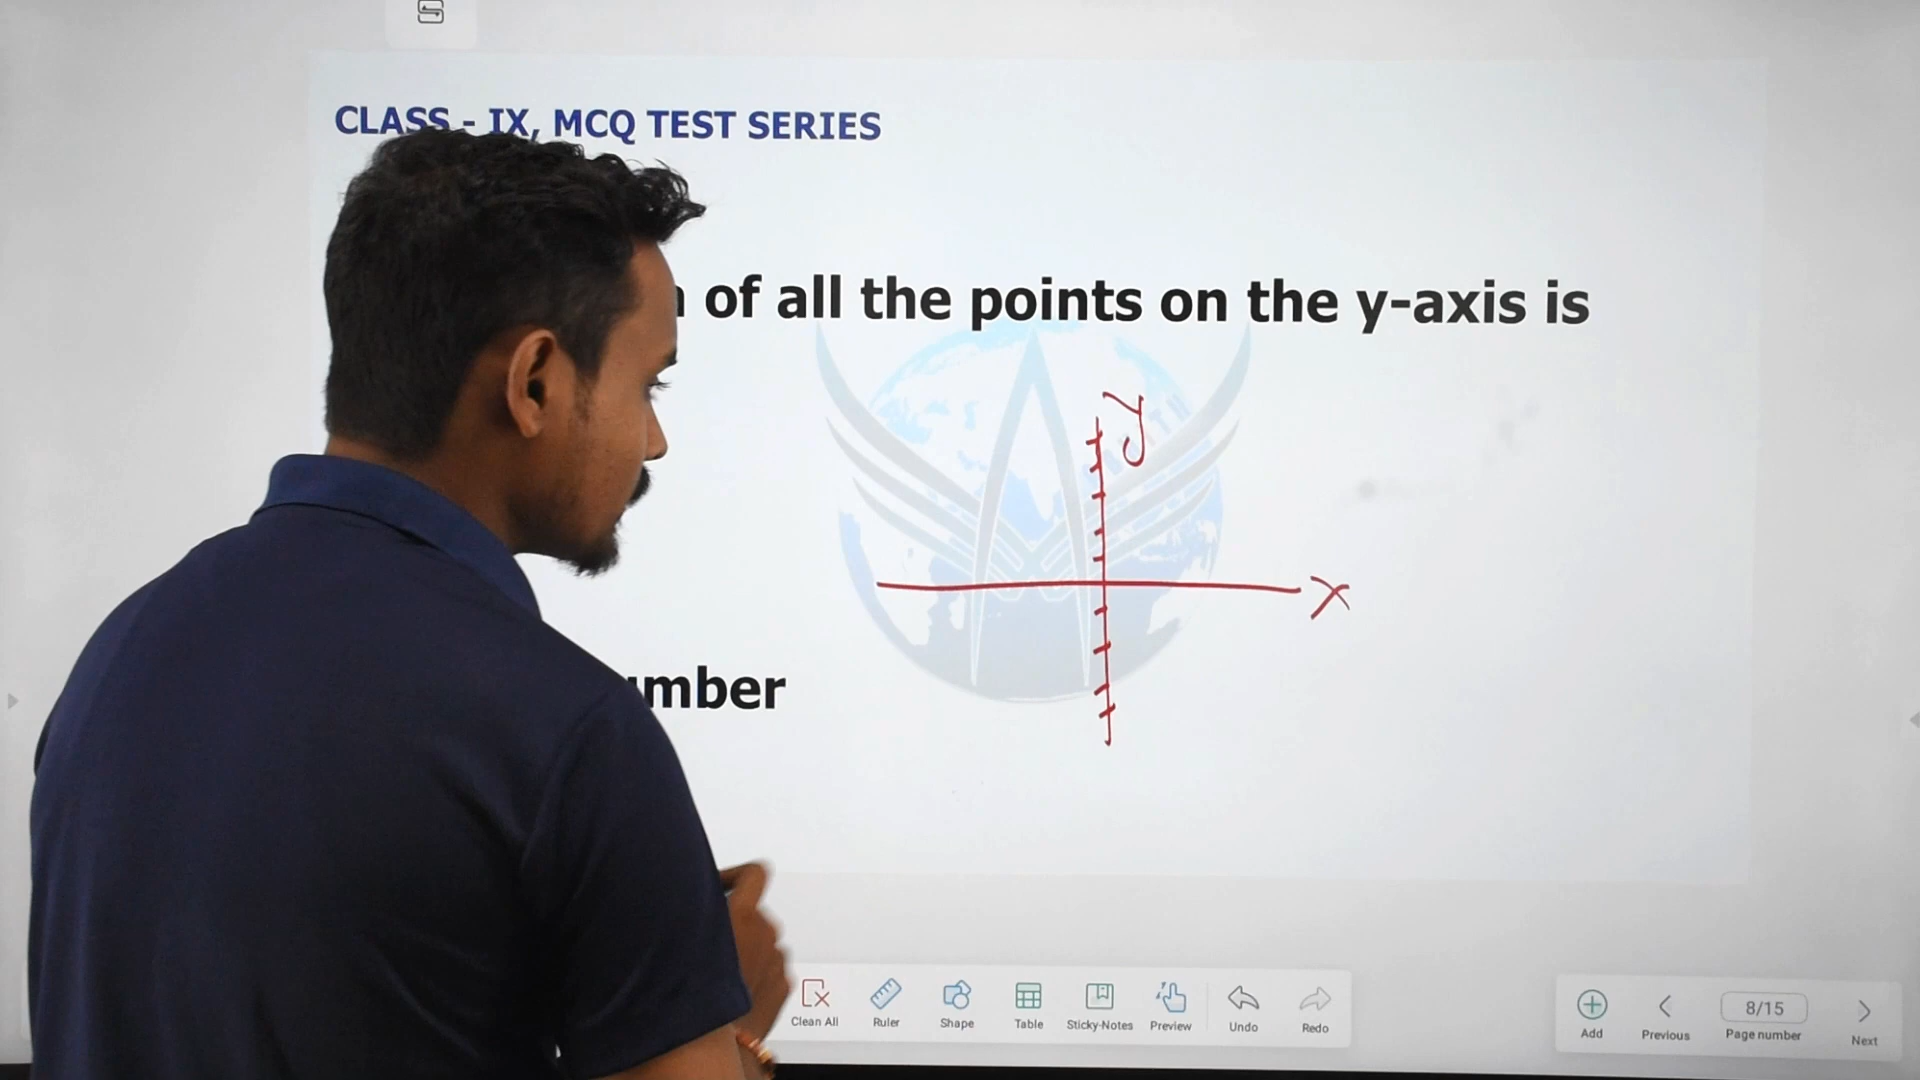 CLASS - IX, MCQ TEST SERIES
of all the points on the y-axis is
y
x
mber
Clean All
Ruler
Shape
Table
Sticky-Notes
Preview
Undo
Redo
Add
Previous
8/15
Page number
Next